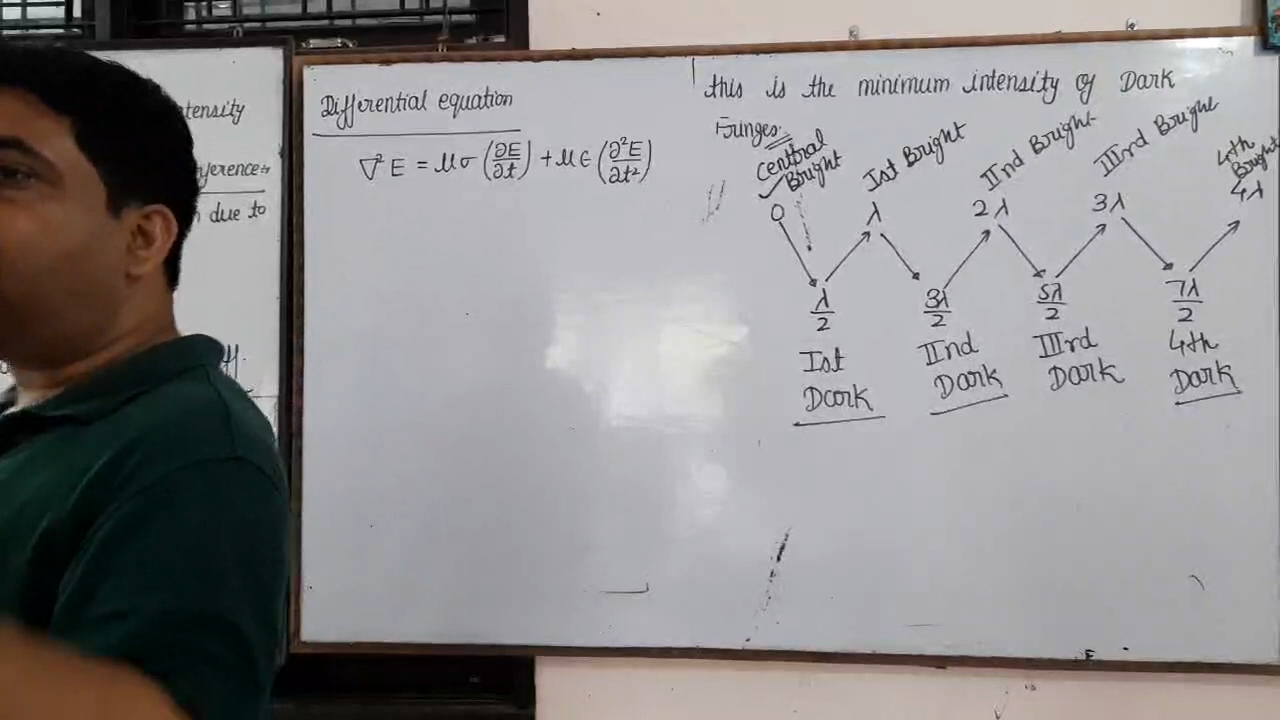 tensity
ference:-
due to
Differential equation
∇²E = μσ (∂E/∂t) + μϵ (∂²E/∂t²)
this is the minimum intensity of Dark
Fringes:-
Central Bright
Ist Bright
IInd Bright
IIIrd Bright
4th Bright
0
λ
2λ
3λ
4λ
λ/2
3λ/2
5λ/2
7λ/2
Ist Dark
IInd Dark
IIIrd Dark
4th Dark